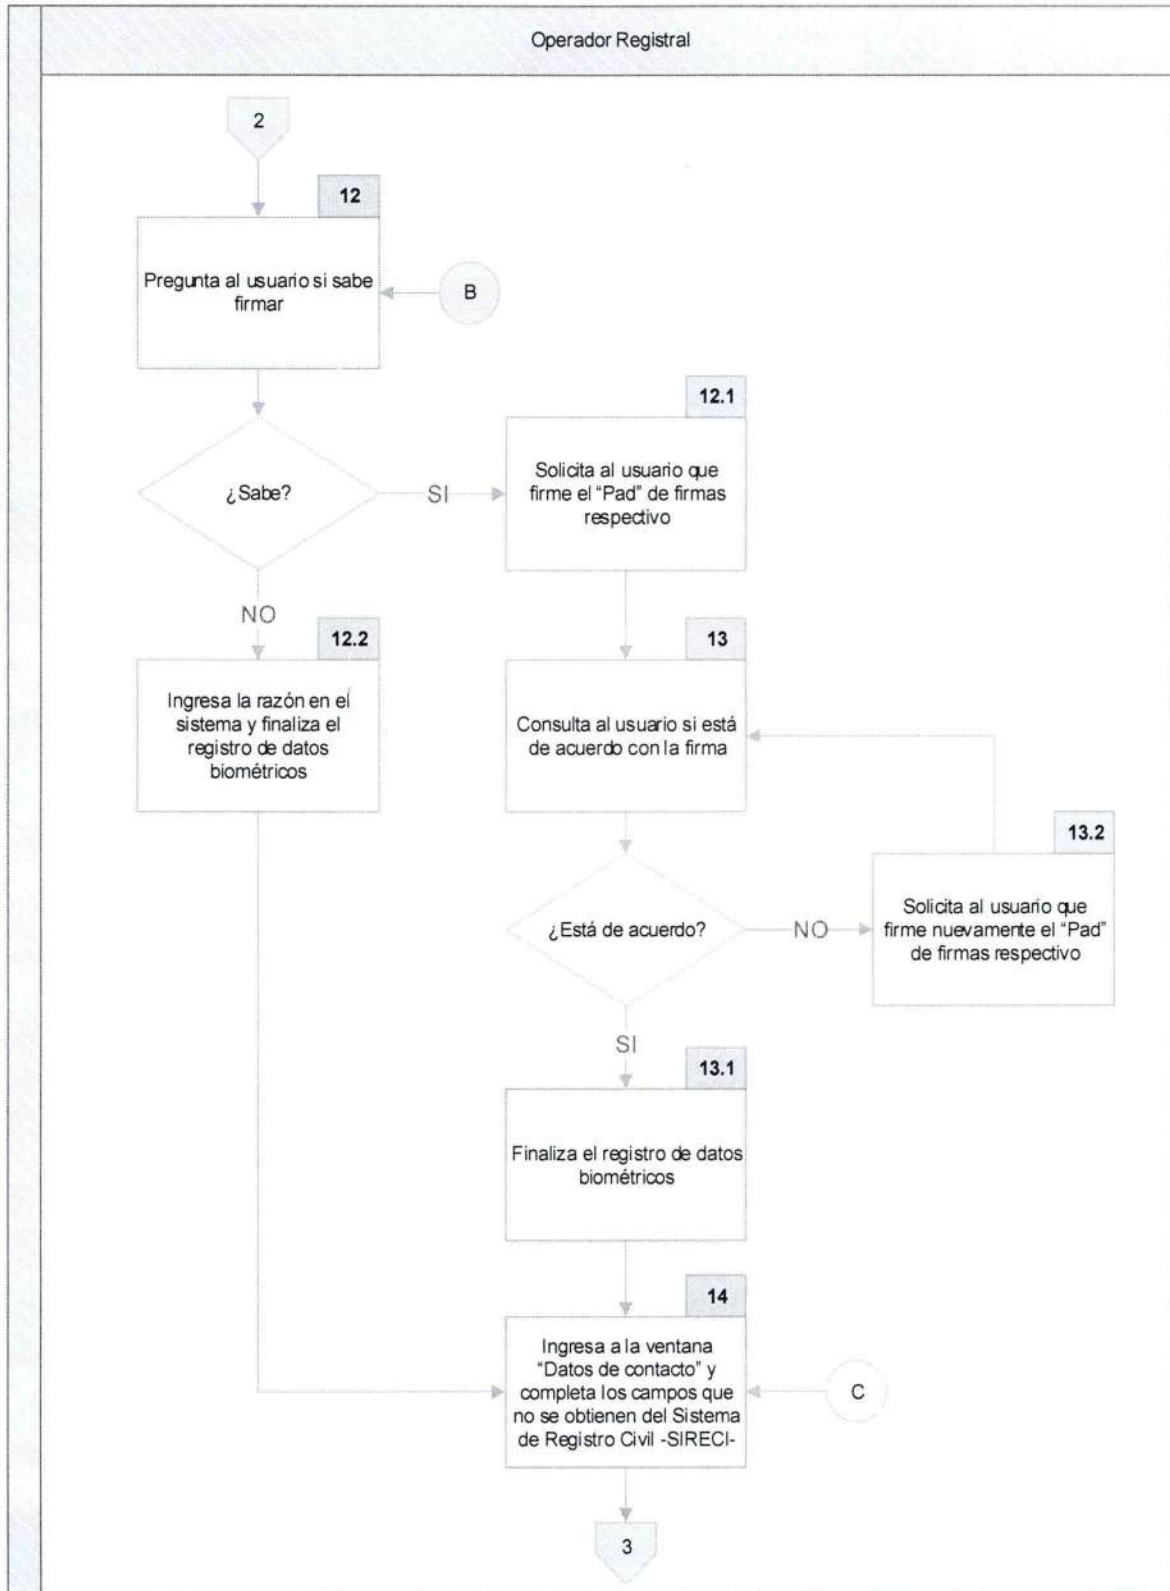 Operador Registral
2
12
Pregunta al usuario si sabe
firmar
B
12.1
¿Sabe?
SI
Solicita al usuario que
firme el “Pad” de firmas
respectivo
NO
12.2
Ingresa la razón en el
sistema y finaliza el
registro de datos
biométricos
13
Consulta al usuario si está
de acuerdo con la firma
13.2
¿Está de acuerdo?
NO
Solicita al usuario que
firme nuevamente el “Pad”
de firmas respectivo
SI
13.1
Finaliza el registro de datos
biométricos
14
Ingresa a la ventana
“Datos de contacto” y
completa los campos que
no se obtienen del Sistema
de Registro Civil -SIRECI-
C
3